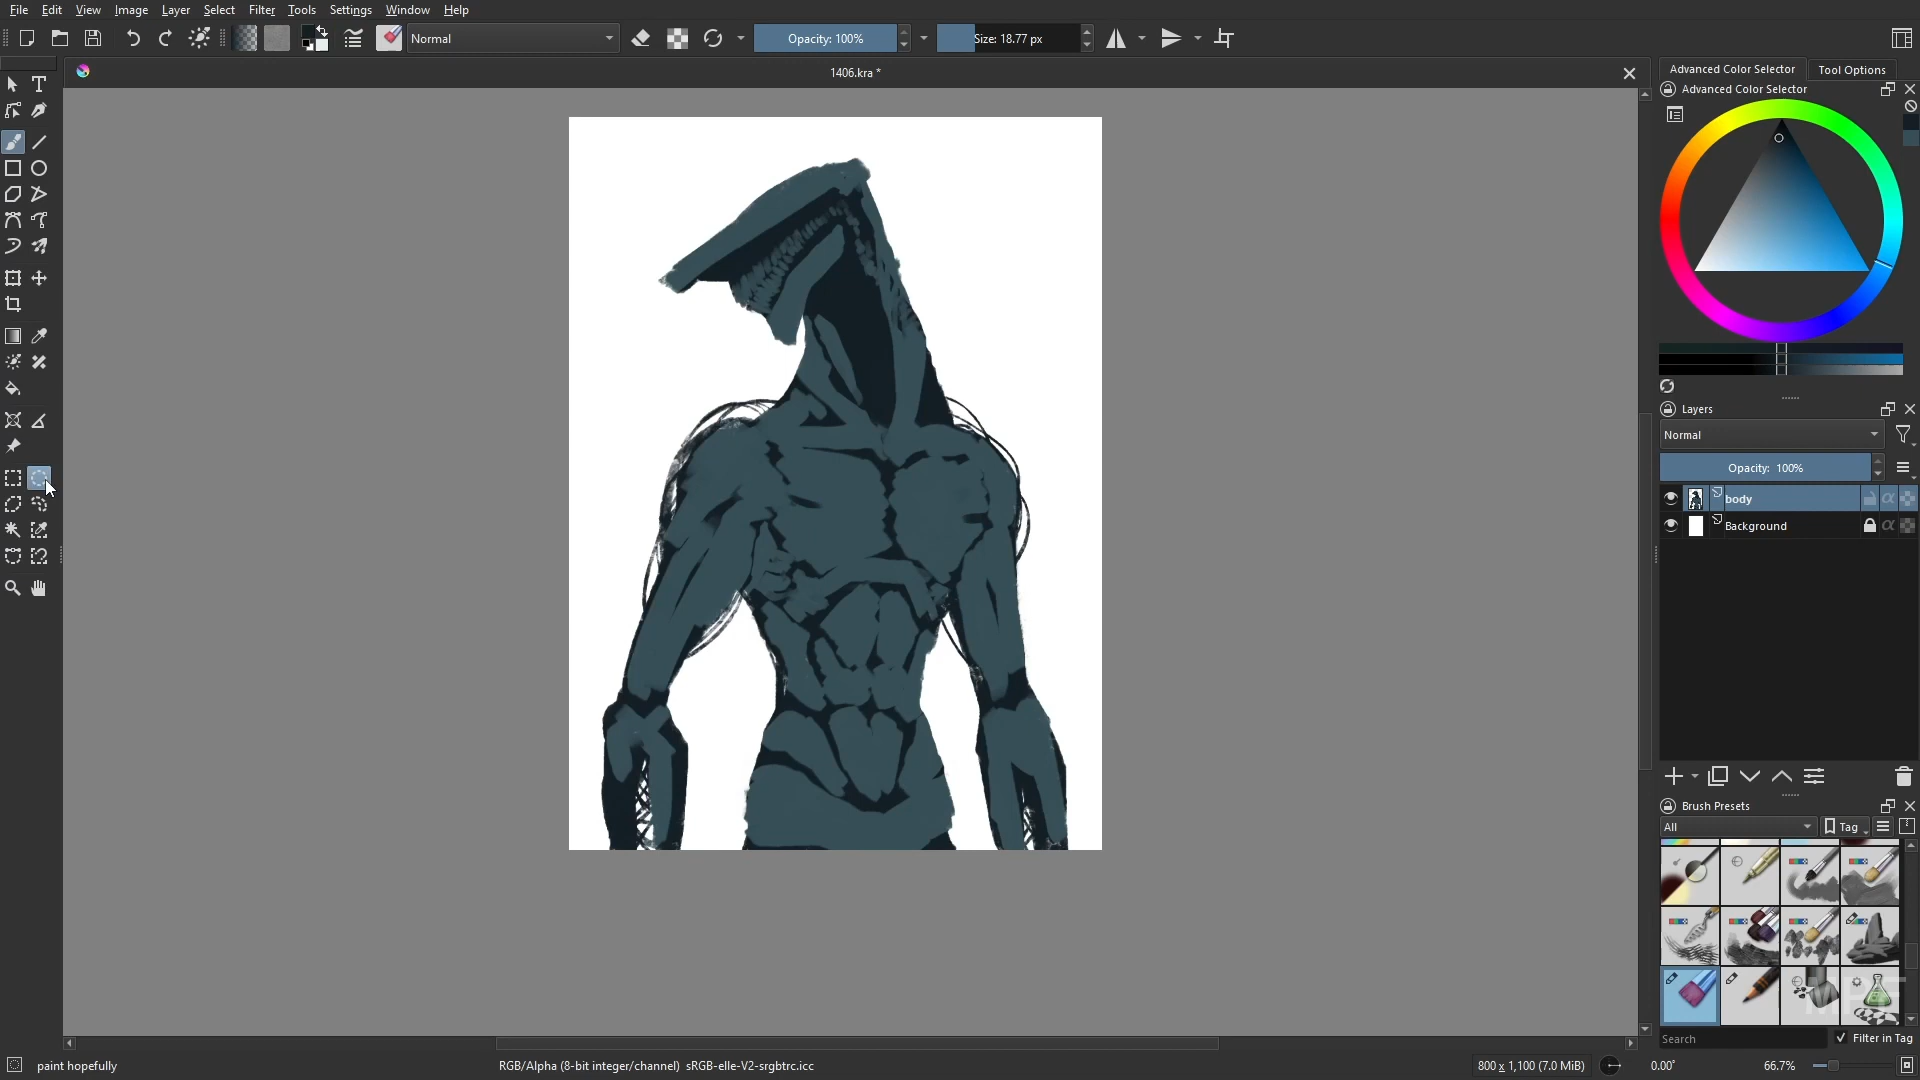 File Edit View Image Layer Select Filter Tools Settings Window Help
Normal
Opacity: 100%
Size: 18.77 px
1406.kra *
Advanced Color Selector
Tool Options
Advanced Color Selector
Layers
Normal
Opacity: 100%
body
Background
Brush Presets
All
Tag
Search
Filter in Tag
paint hopefully
RGB/Alpha (8-bit integer/channel) sRGB-elle-V2-srgbtrc.icc
800 x 1,100 (7.0 MiB)
0.00°
66.7%